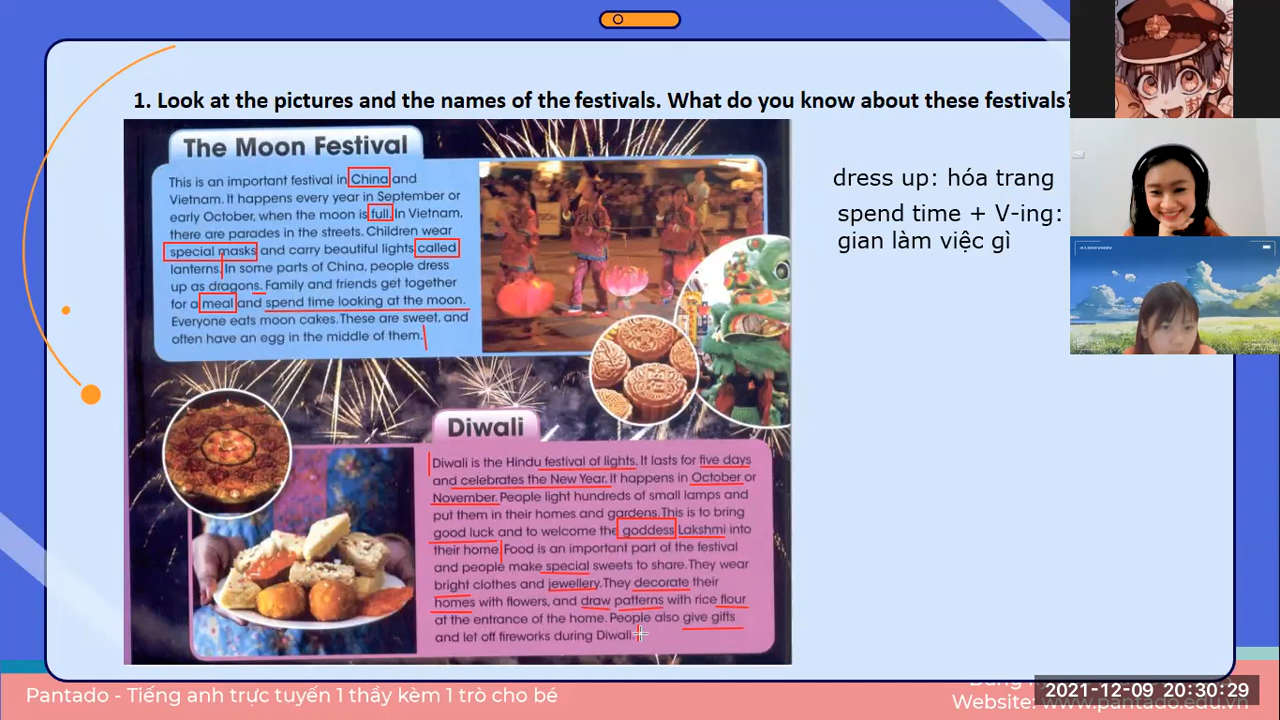 1. Look at the pictures and the names of the festivals. What do you know about these festivals?
The Moon Festival
This is an important festival in China and
Vietnam. It happens every year in September or
early October, when the moon is full. In Vietnam,
there are parades in the streets. Children wear
special masks and carry beautiful lights called
lanterns. In some parts of China, people dress
up as dragons. Family and friends get together
for a meal and spend time looking at the moon.
Everyone eats moon cakes. These are sweet, and
often have an egg in the middle of them.
dress up: hóa trang
spend time + V-ing:
gian làm việc gì
Diwali
Diwali is the Hindu festival of lights. It lasts for five days
and celebrates the New Year. It happens in October or
November. People light hundreds of small lamps and
put them in their homes and gardens. This is to bring
good luck and to welcome the goddess Lakshmi into
their home. Food is an important part of the festival
and people make special sweets to share. They wear
bright clothes and jewellery. They decorate their
homes with flowers, and draw patterns with rice flour
at the entrance of the home. People also give gifts
and let off fireworks during Diwali.
Pantado - Tiếng anh trực tuyến 1 thầy kèm 1 trò cho bé
2021-12-09 20:30:29
Website: www.pantado.edu.vn